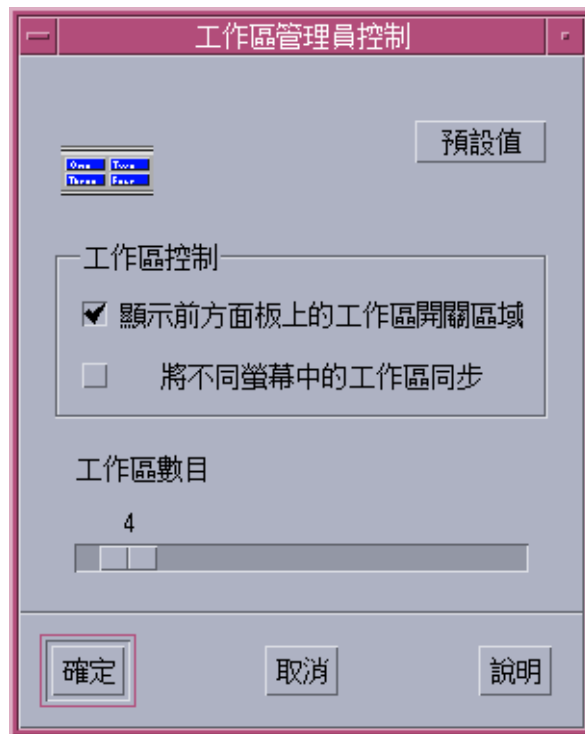 工作區管理員控制
預設值
One Two
Three Four
工作區控制
顯示前方面板上的工作區開關區域
將不同螢幕中的工作區同步
工作區數目
4
確定 取消 說明